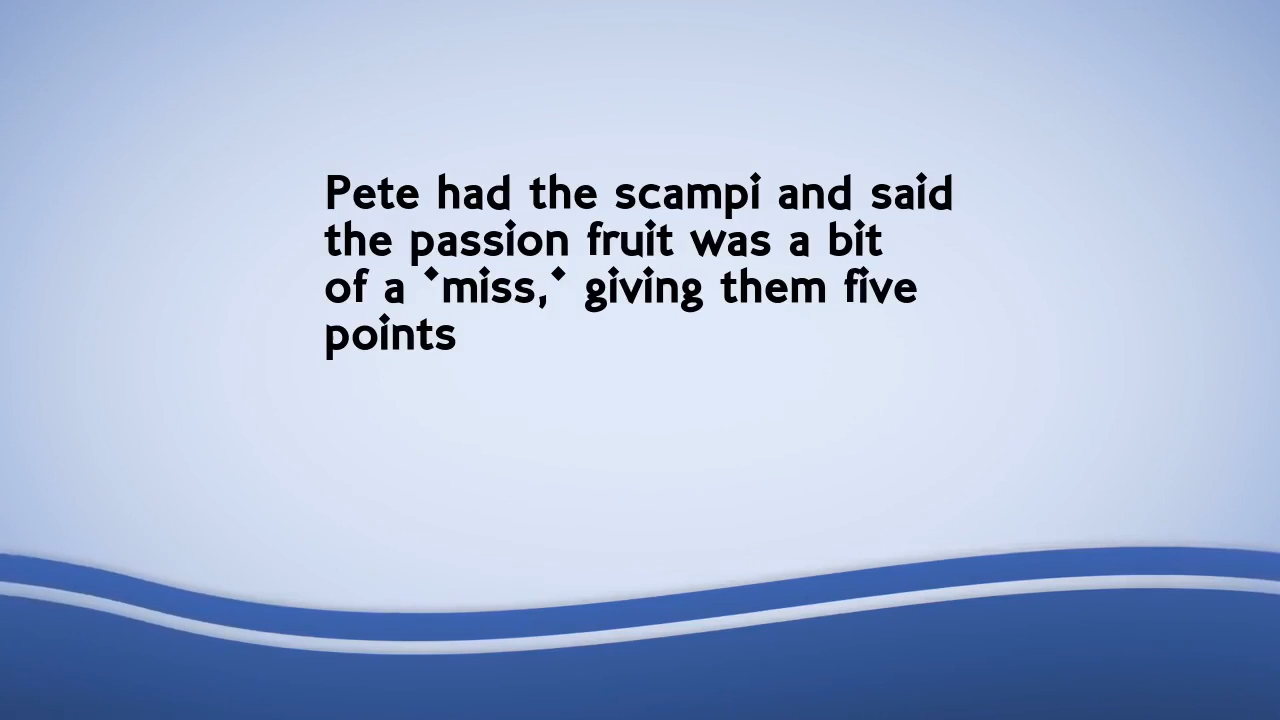 Pete had the scampi and said
the passion fruit was a bit
of a 'miss,' giving them five
points